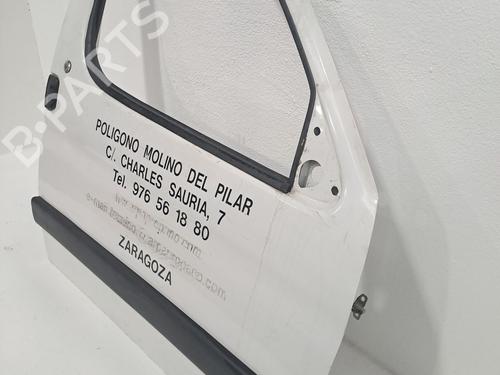 B-PARTS
POLIGONO MOLINO DEL PILAR
C/. CHARLES SAURIA, 7
Tel. 976 56 18 80
ZARAGOZA